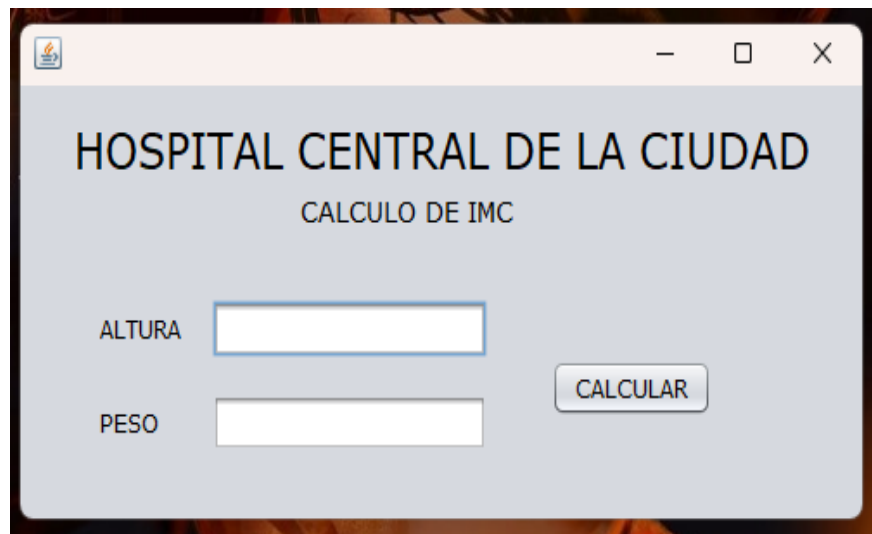 HOSPITAL CENTRAL DE LA CIUDAD
CALCULO DE IMC
ALTURA
CALCULAR
PESO